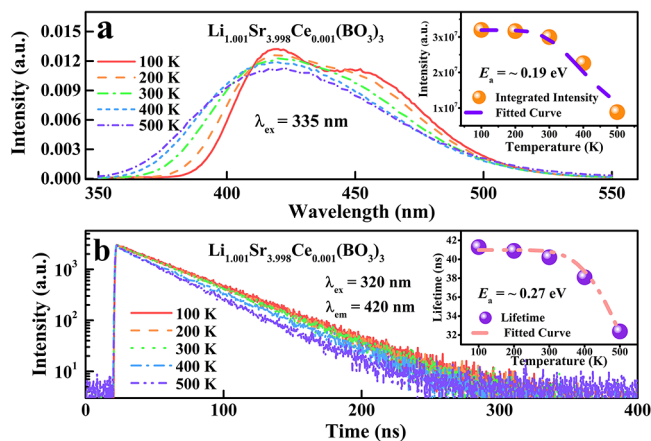 a
Li1.001Sr3.998Ce0.001(BO3)3
Intensity (a.u.)
0.015
0.012
0.009
0.006
0.003
0.000
100 K
200 K
300 K
400 K
500 K
λex = 335 nm
350
400
450
500
550
Wavelength (nm)
Intensity (a.u.)
3x10⁷
2x10⁷
1x10⁷
Ea = ~ 0.19 eV
Integrated Intensity
Fitted Curve
100 200 300 400 500
Temperature (K)
b
Li1.001Sr3.998Ce0.001(BO3)3
Intensity (a.u.)
10³
10²
10¹
λex = 320 nm
λem = 420 nm
100 K
200 K
300 K
400 K
500 K
0
100
200
300
400
Time (ns)
Lifetime (ns)
42
40
38
36
34
32
Ea = ~ 0.27 eV
Lifetime
Fitted Curve
100 200 300 400 500
Temperature (K)